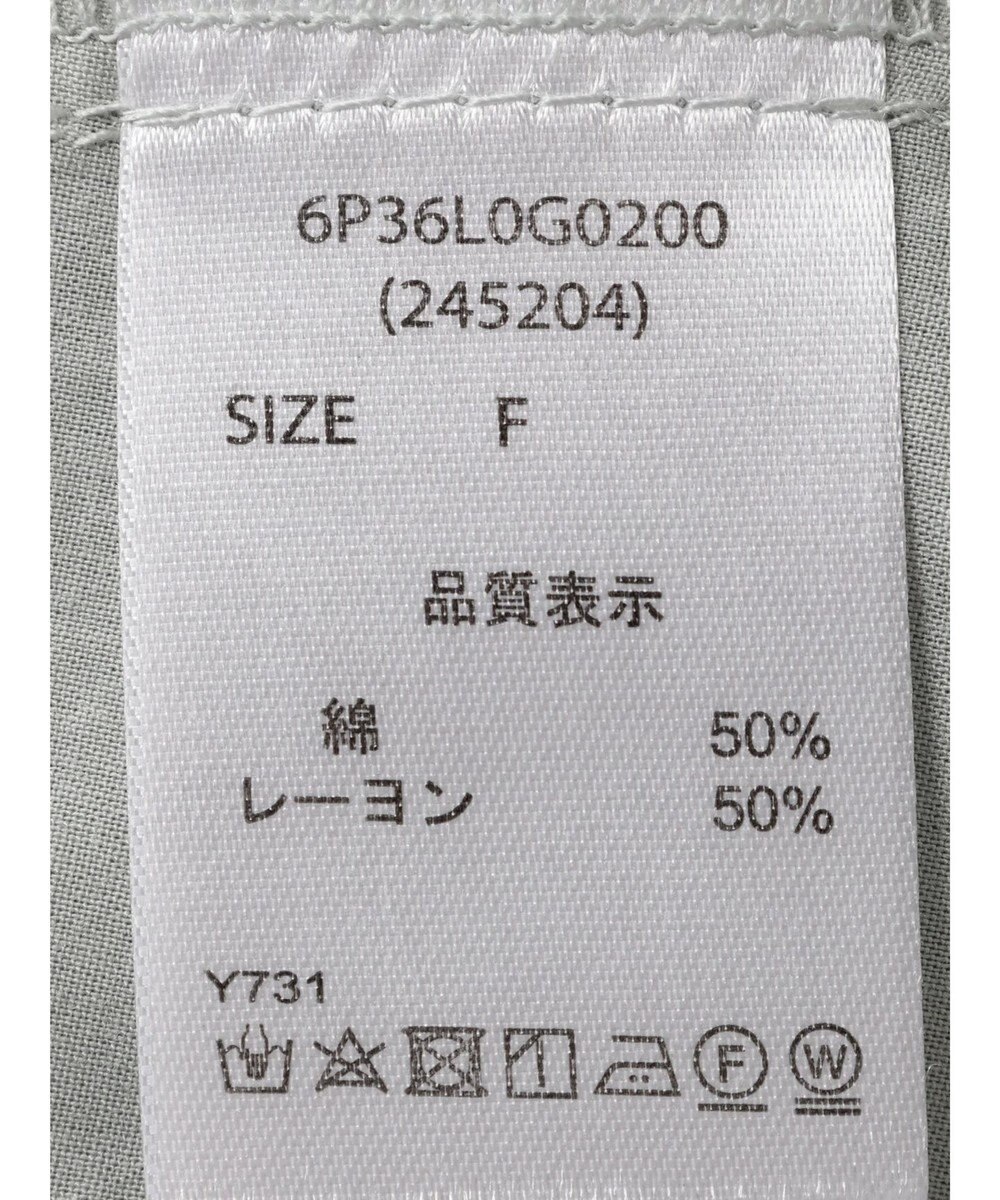 6P36L0G0200
(245204)
SIZE F
品質表示
綿 50%
レーヨン 50%
Y731
F W